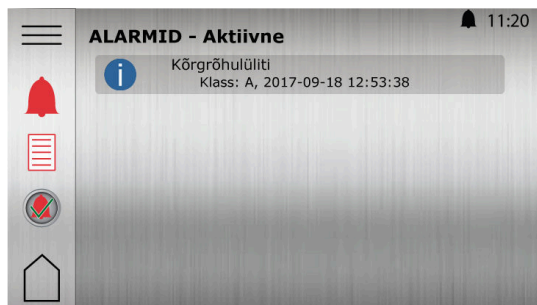 11:20
ALARMID - Aktiivne
Kõrgrõhulüliti
Klass: A, 2017-09-18 12:53:38